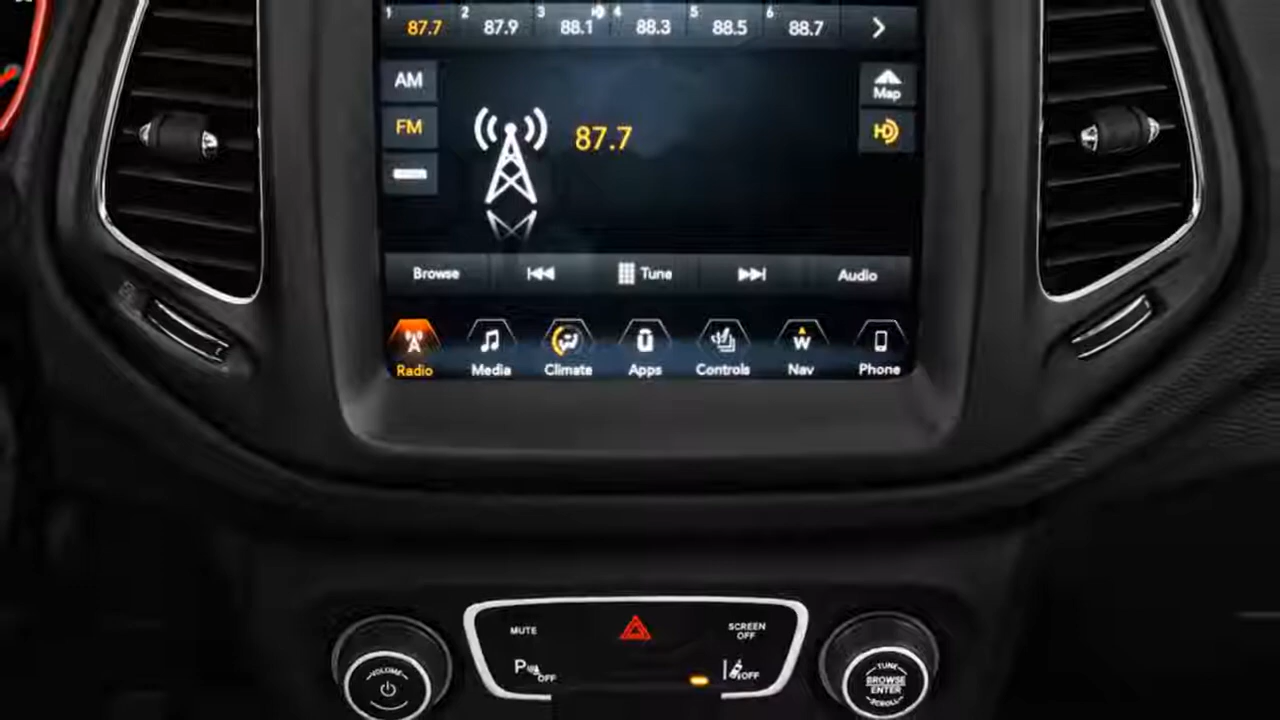 1 2 3 4 5 6
87.7 87.9 88.1 88.3 88.5 88.7
AM
Map
FM
87.7
HD
Browse Tune Audio
W
Radio Media Climate Apps Controls Nav Phone
MUTE
SCREEN
OFF
P OFF
OFF
VOLUME
TUNE
BROWSE
ENTER
SCROLL